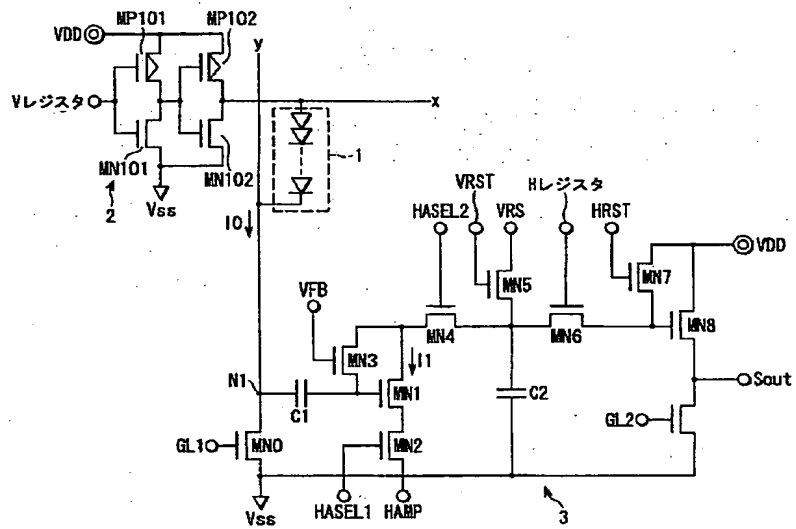 MP101
MP102
VDD
y
Vレジスタ
x
MN101
MN102
1
2
Vss
VRST
VRS
Hレジスタ
HASEL2
HRST
I0
VDD
MN7
MN5
VFB
MN8
MN4
MN6
MN3
I1
N1
Sout
C1
MN1
C2
GL1
MN0
MN2
GL2
Vss
HASEL1
HAMP
3